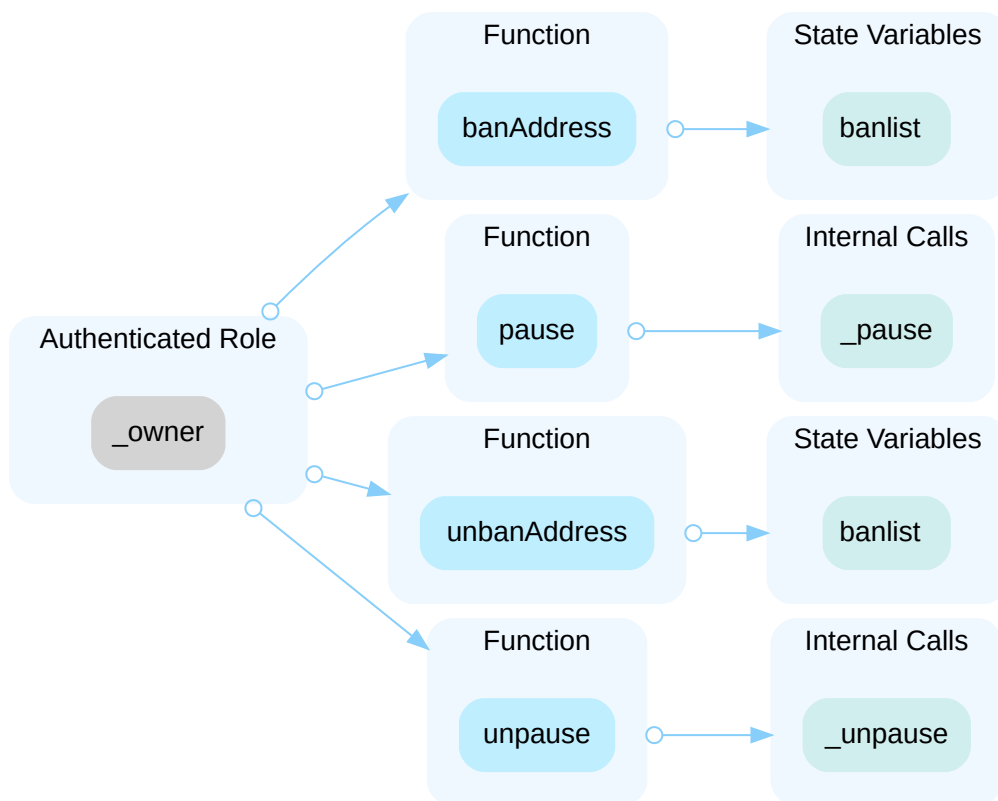 Function
State Variables
banAddress
banlist
Function
Internal Calls
pause
_pause
Authenticated Role
_owner
Function
State Variables
unbanAddress
banlist
Function
Internal Calls
unpause
_unpause